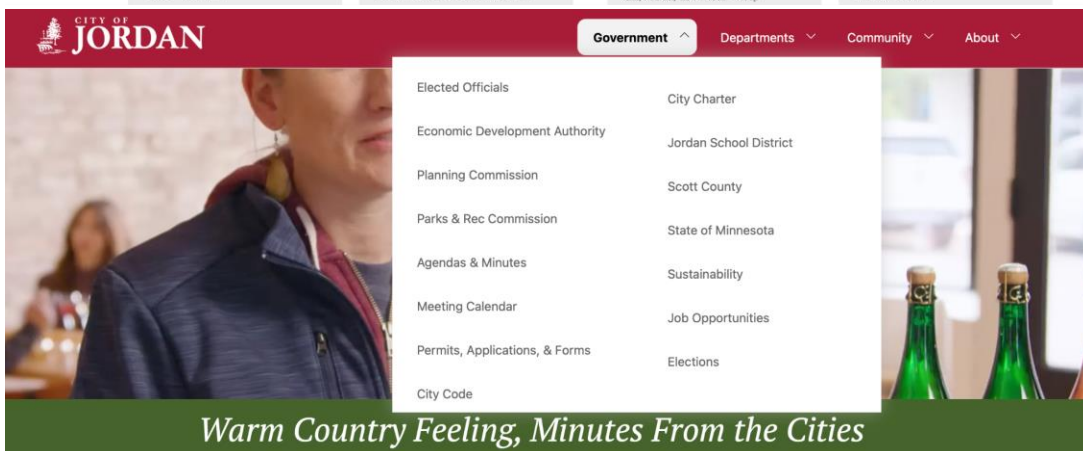 CITY OF
JORDAN
Government
Departments
Community
About
Elected Officials
Economic Development Authority
Planning Commission
Parks & Rec Commission
Agendas & Minutes
Meeting Calendar
Permits, Applications, & Forms
City Code
City Charter
Jordan School District
Scott County
State of Minnesota
Sustainability
Job Opportunities
Elections
Warm Country Feeling, Minutes From the Cities